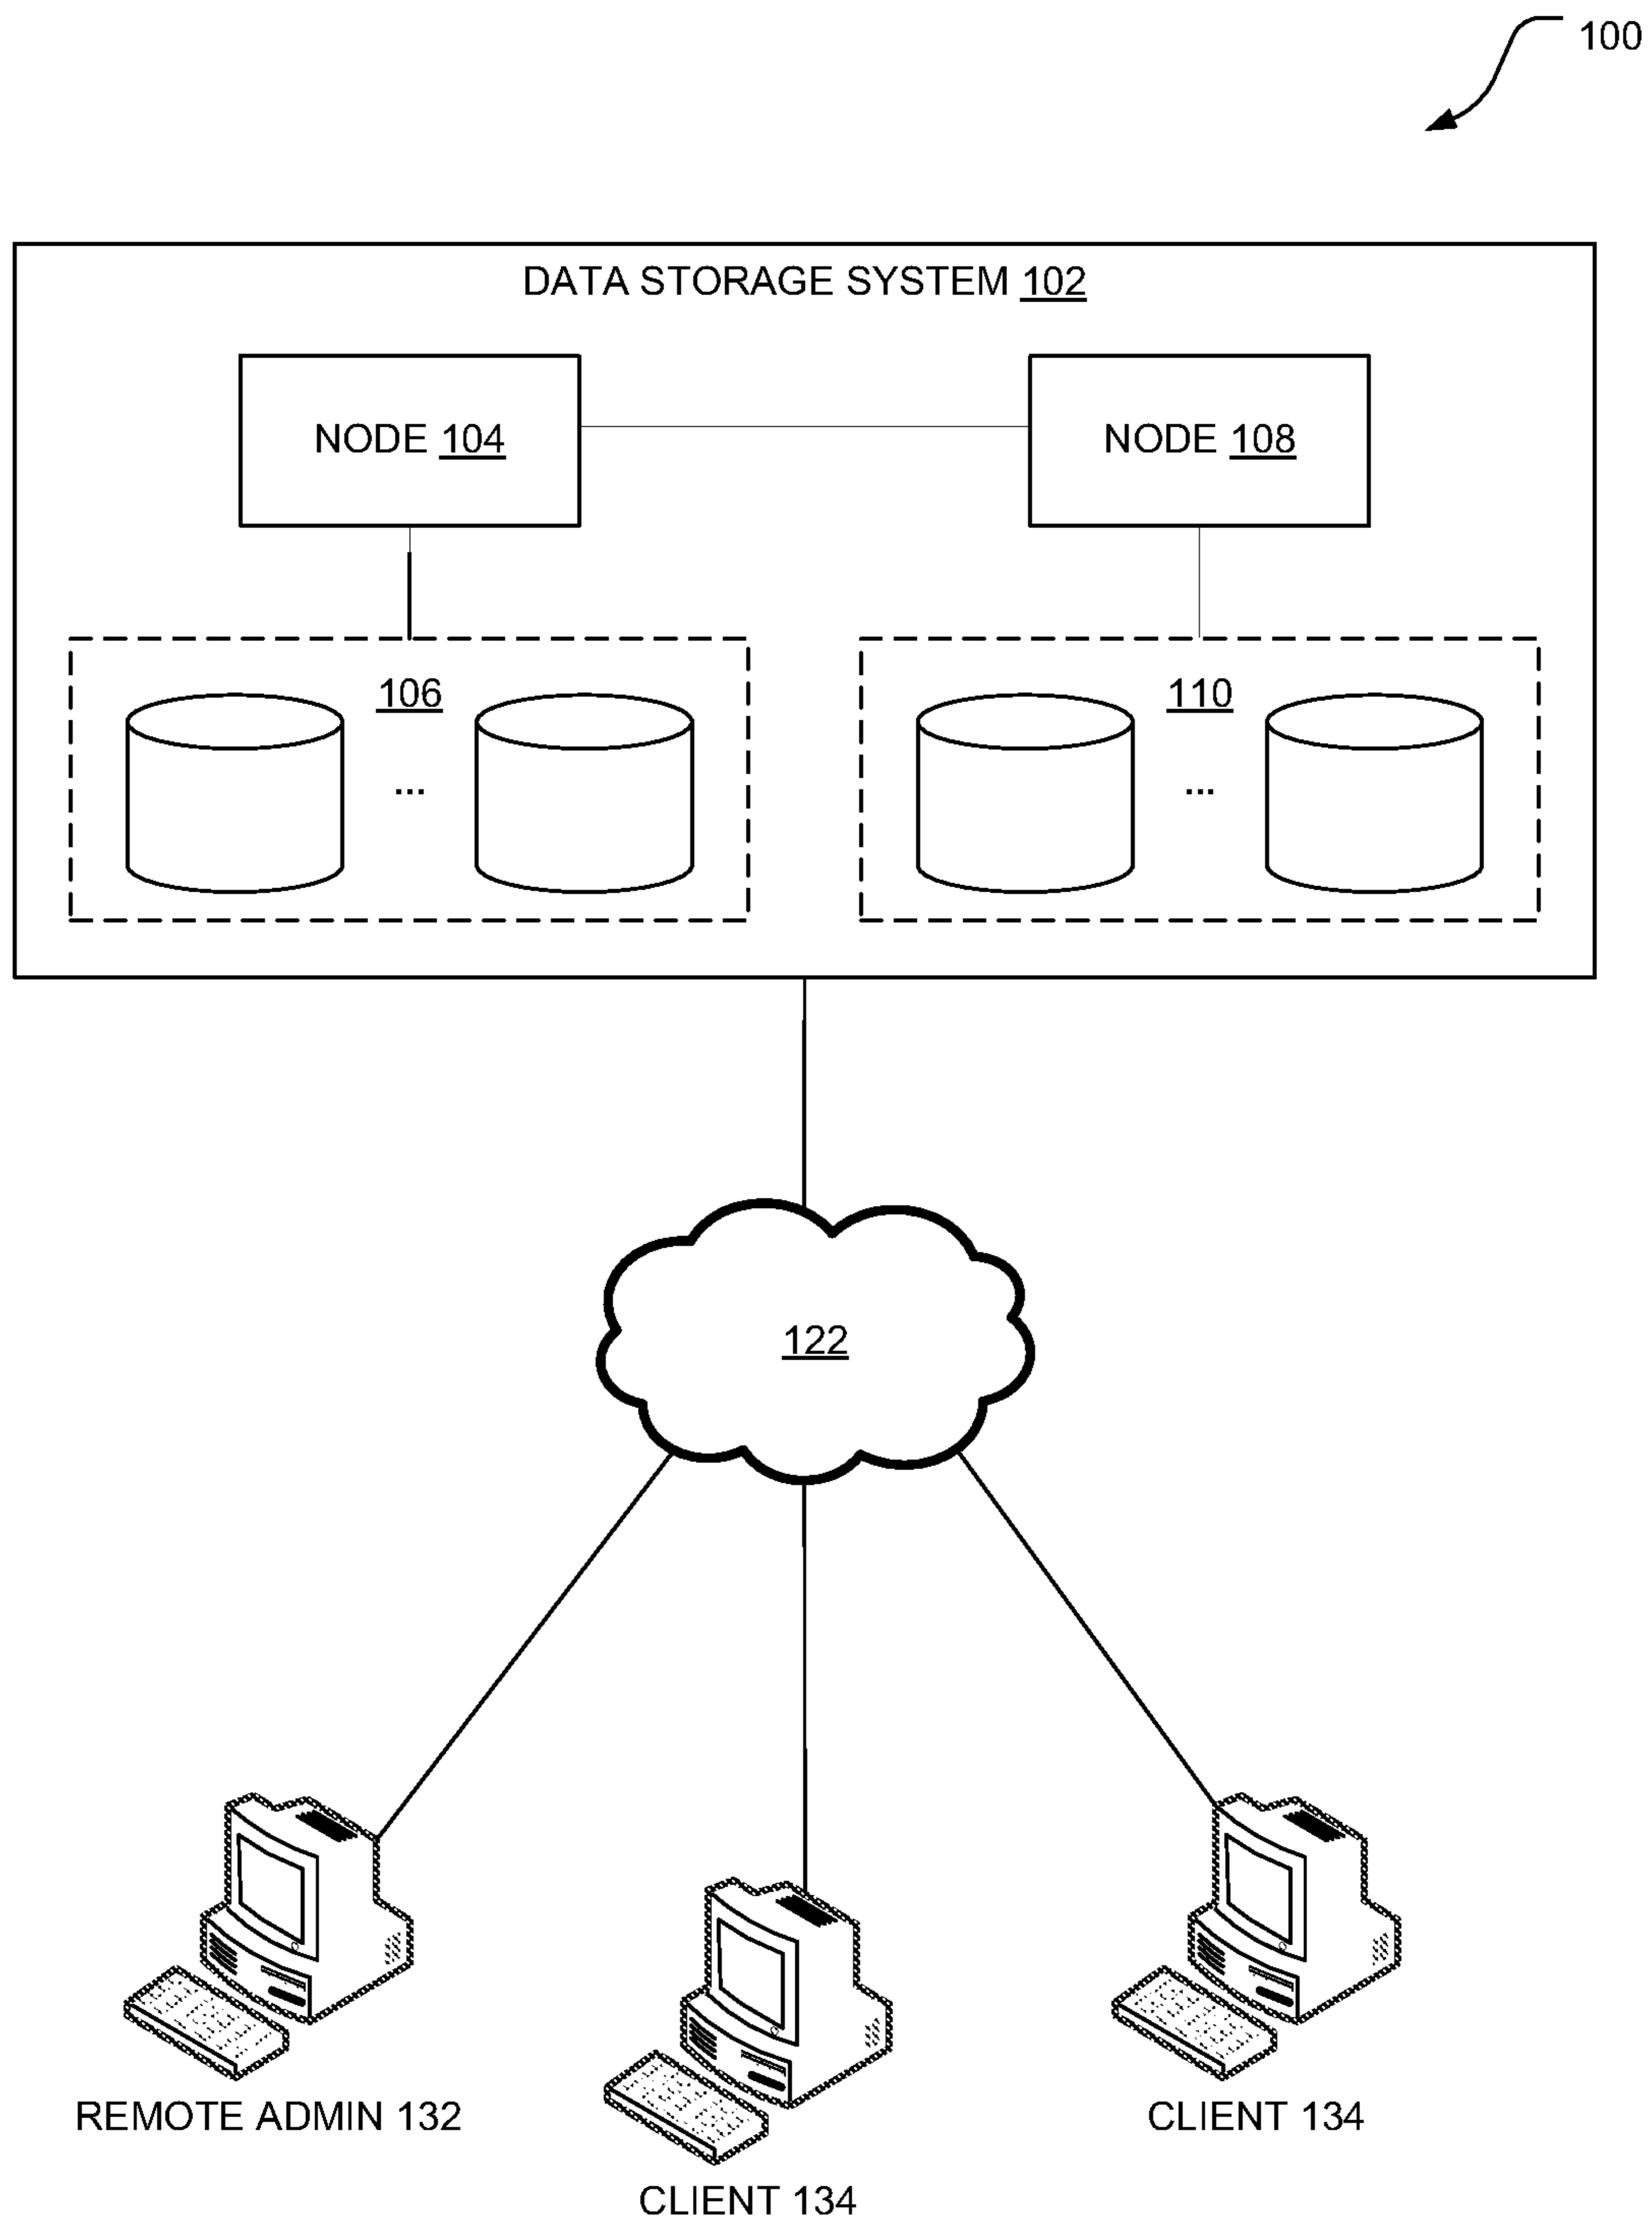 100
DATA STORAGE SYSTEM 102
NODE 104
NODE 108
106
110
...
...
122
REMOTE ADMIN 132
CLIENT 134
CLIENT 134